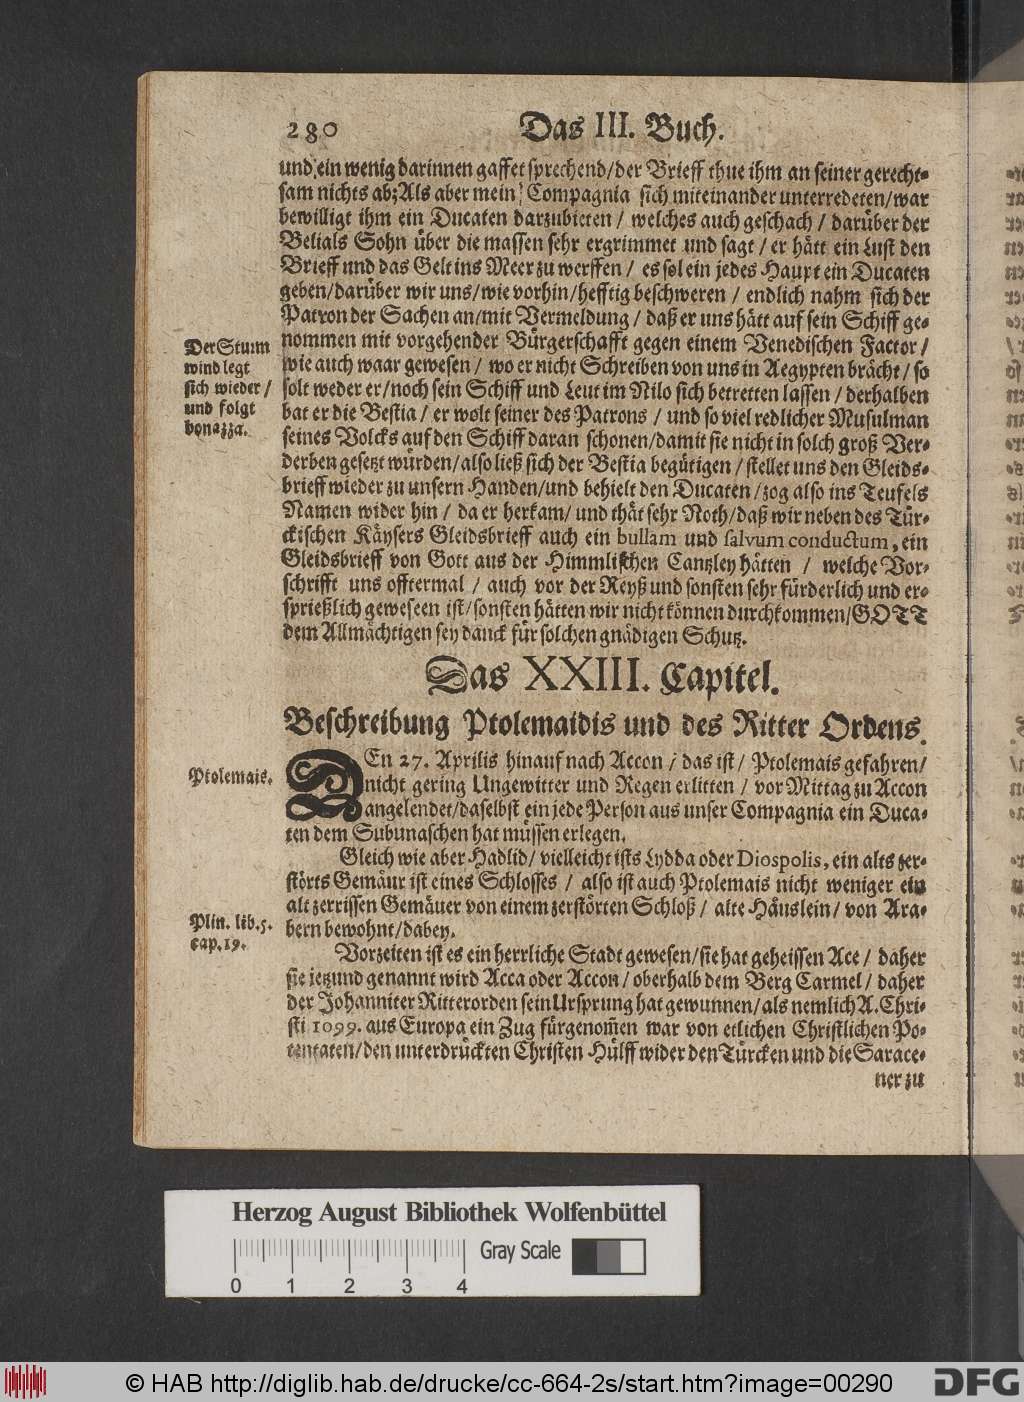 280 Das III. Buch.
und ein wenig darinnen gaffet sprechend/der Brieff thue ihm an seiner gerecht-
sam nichts ab; Als aber mein Compagnia sich miteinander unterredeten/war
bewilligt ihm ein Ducaten darzubieten / welches auch geschach / darüber der
Belials Sohn über die massen sehr ergrimmet und sagt / er hätt ein Lust den
Brieff und das Gelt ins Meer zu werffen / es sol ein jedes Haupt ein Ducaten
geben/darüber wir uns/wie vorhin/hefftig beschweren / endlich nahm sich der
Patron der Sachen an/mit Vermeldung / daß er uns hätt auf sein Schiff ge-
nommen mit vorgehender Bürgerschafft gegen einem Venedischen Factor /
wie auch waar gewesen / wo er nicht Schreiben von uns in Aegypten brächt / so
solt weder er/noch sein Schiff und Leut im Nilo sich betretten lassen / derhalben
bat er die Bestia / er wolt seiner des Patrons / und so viel redlicher Musulman
seines Volcks auf den Schiff daran schonen/damit sie nicht in solch groß Ver-
derben gesetzt würden/also ließ sich der Bestia begütigen / stellet uns den Gleids-
brieff wieder zu unsern Handen/und behielt den Ducaten / zog also ins Teufels
Namen wider hin / da er herkam/ und thät sehr Noth/daß wir neben des Tür-
ckischen Käysers Gleidsbrieff auch ein bullam und salvum conductum, ein
Gleidsbrieff von Gott aus der Himmlischen Cantzley hätten / welche Vor-
schrifft uns offtermal / auch vor der Reyß und sonsten sehr fürderlich und er-
sprießlich geweseen ist/sonsten hätten wir nicht können durchkommen/GOTT
dem Allmächtigen sey danck für solchen gnädigen Schutz.
Der Sturm
wind legt
sich wieder /
und folgt
bonazza.
Das XXIII. Capitel.
Beschreibung Ptolemaidis und des Ritter Ordens.
Ptolemais.
DEn 27. Aprilis hinauf nach Accon / das ist / Ptolemais gefahren/
nicht gering Ungewitter und Regen erlitten / vor Mittag zu Accon
angelendet/daselbst ein jede Person aus unser Compagnia ein Duca-
ten dem Subunaschen hat müssen erlegen.
Gleich wie aber Hadlid/ vielleicht ists Lydda oder Diospolis, ein alts zer-
störts Gemäur ist eines Schlosses / also ist auch Ptolemais nicht weniger ein
alt zerrissen Gemäuer von einem zerstörten Schloß / alte Häuslein / von Ara-
bern bewohnt/dabey.
Plin. lib. 5.
cap. 19.
Vorzeiten ist es ein herrliche Stadt gewesen/sie hat geheissen Ace / daher
sie jetzund genannt wird Acca oder Accon / oberhalb dem Berg Carmel / daher
der Johanniter Ritterorden sein Ursprung hat gewunnen/als nemlich A. Chri-
sti 1099. aus Europa ein Zug fürgenom̃en war von etlichen Christlichen Po-
tentaten/den unterdrückten Christen Hülff wider den Türcken und die Sarace-
ner zu
Herzog August Bibliothek Wolfenbüttel
Gray Scale
0 1 2 3 4
© HAB http://diglib.hab.de/drucke/cc-664-2s/start.htm?image=00290
DFG